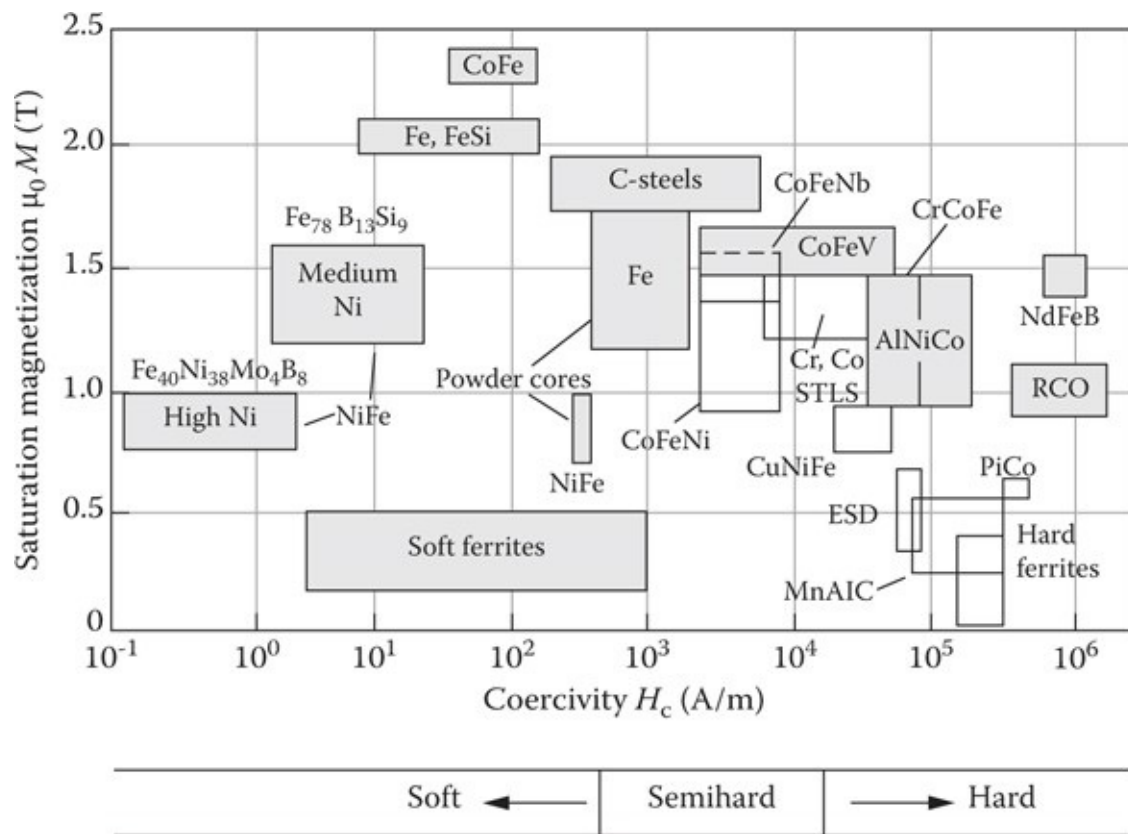 Saturation magnetization μ₀ M (T)
2.5
2.0
1.5
1.0
0.5
0
CoFe
Fe, FeSi
C-steels
CoFeNb
CrCoFe
Fe₇₈ B₁₃Si₉
CoFeV
Medium
Ni
Fe
NdFeB
AlNiCo
Fe₄₀Ni₃₈Mo₄B₈
Powder cores
Cr, Co
STLS
RCO
High Ni
NiFe
CoFeNi
CuNiFe
NiFe
PiCo
ESD
Soft ferrites
Hard
ferrites
MnAIC
10⁻¹
10⁰
10¹
10²
10³
10⁴
10⁵
10⁶
Coercivity H_c (A/m)
Soft
Semihard
Hard